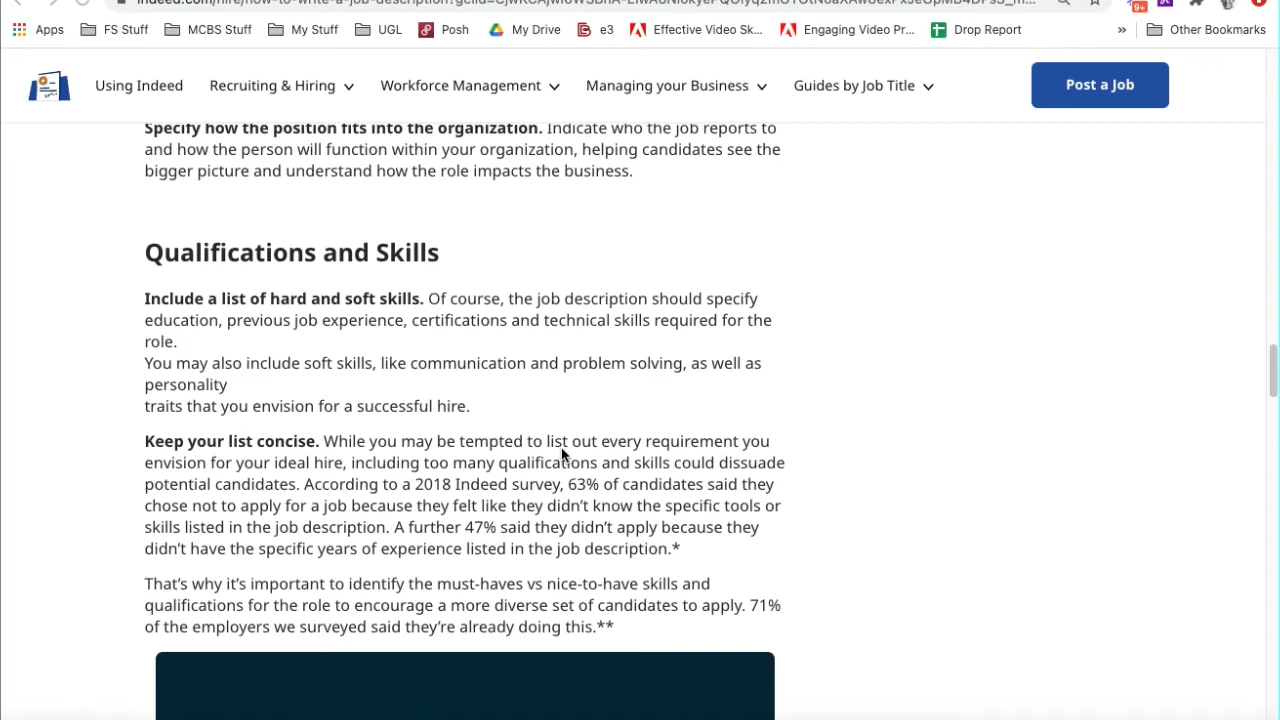 Apps FS Stuff MCBS Stuff My Stuff UGL Posh My Drive e3 Effective Video Sk... Engaging Video Pr... Drop Report » Other Bookmarks
9+
Using Indeed Recruiting & Hiring Workforce Management Managing your Business Guides by Job Title Post a Job
Specify how the position fits into the organization. Indicate who the job reports to
and how the person will function within your organization, helping candidates see the
bigger picture and understand how the role impacts the business.
Qualifications and Skills
Include a list of hard and soft skills. Of course, the job description should specify
education, previous job experience, certifications and technical skills required for the
role.
You may also include soft skills, like communication and problem solving, as well as
personality
traits that you envision for a successful hire.
Keep your list concise. While you may be tempted to list out every requirement you
envision for your ideal hire, including too many qualifications and skills could dissuade
potential candidates. According to a 2018 Indeed survey, 63% of candidates said they
chose not to apply for a job because they felt like they didn’t know the specific tools or
skills listed in the job description. A further 47% said they didn’t apply because they
didn’t have the specific years of experience listed in the job description.*
That’s why it’s important to identify the must-haves vs nice-to-have skills and
qualifications for the role to encourage a more diverse set of candidates to apply. 71%
of the employers we surveyed said they’re already doing this.**